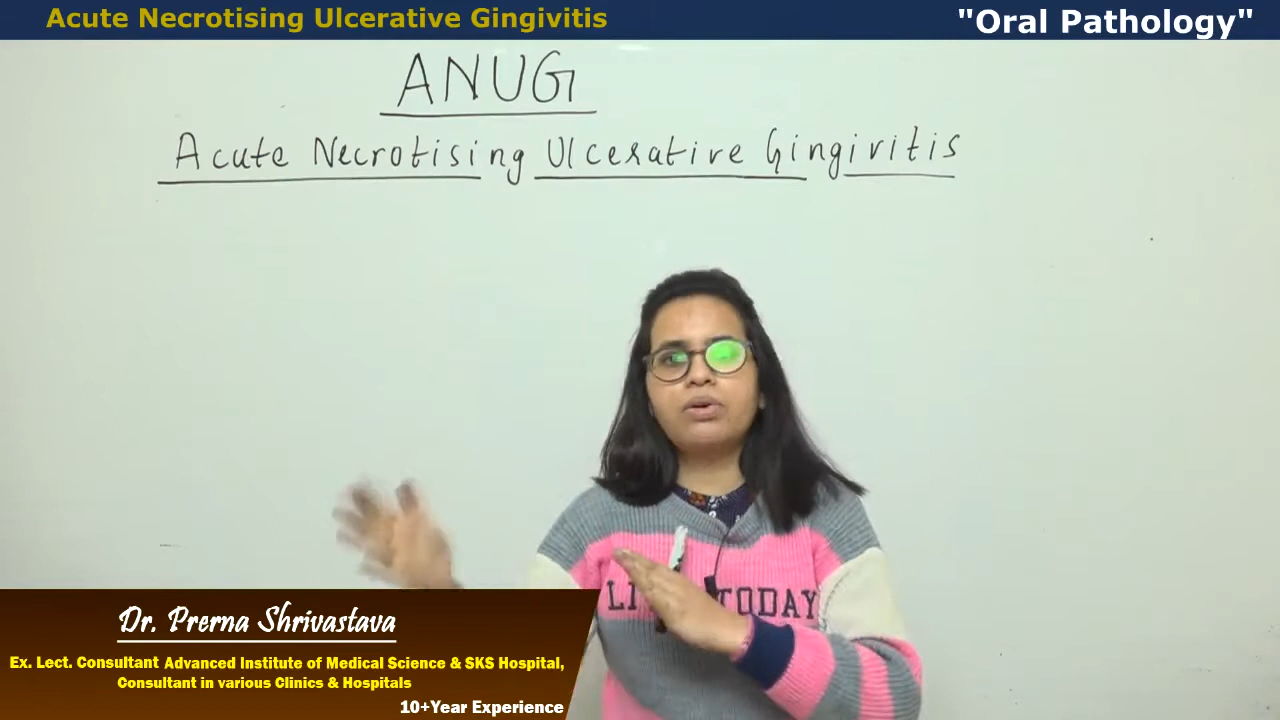 Acute Necrotising Ulcerative Gingivitis
"Oral Pathology"
ANUG
Acute Necrotising Ulcerative Gingivitis
TODAY
Dr. Prerna Shrivastava
Ex. Lect. Consultant Advanced Institute of Medical Science & SKS Hospital,
Consultant in various Clinics & Hospitals
10+Year Experience